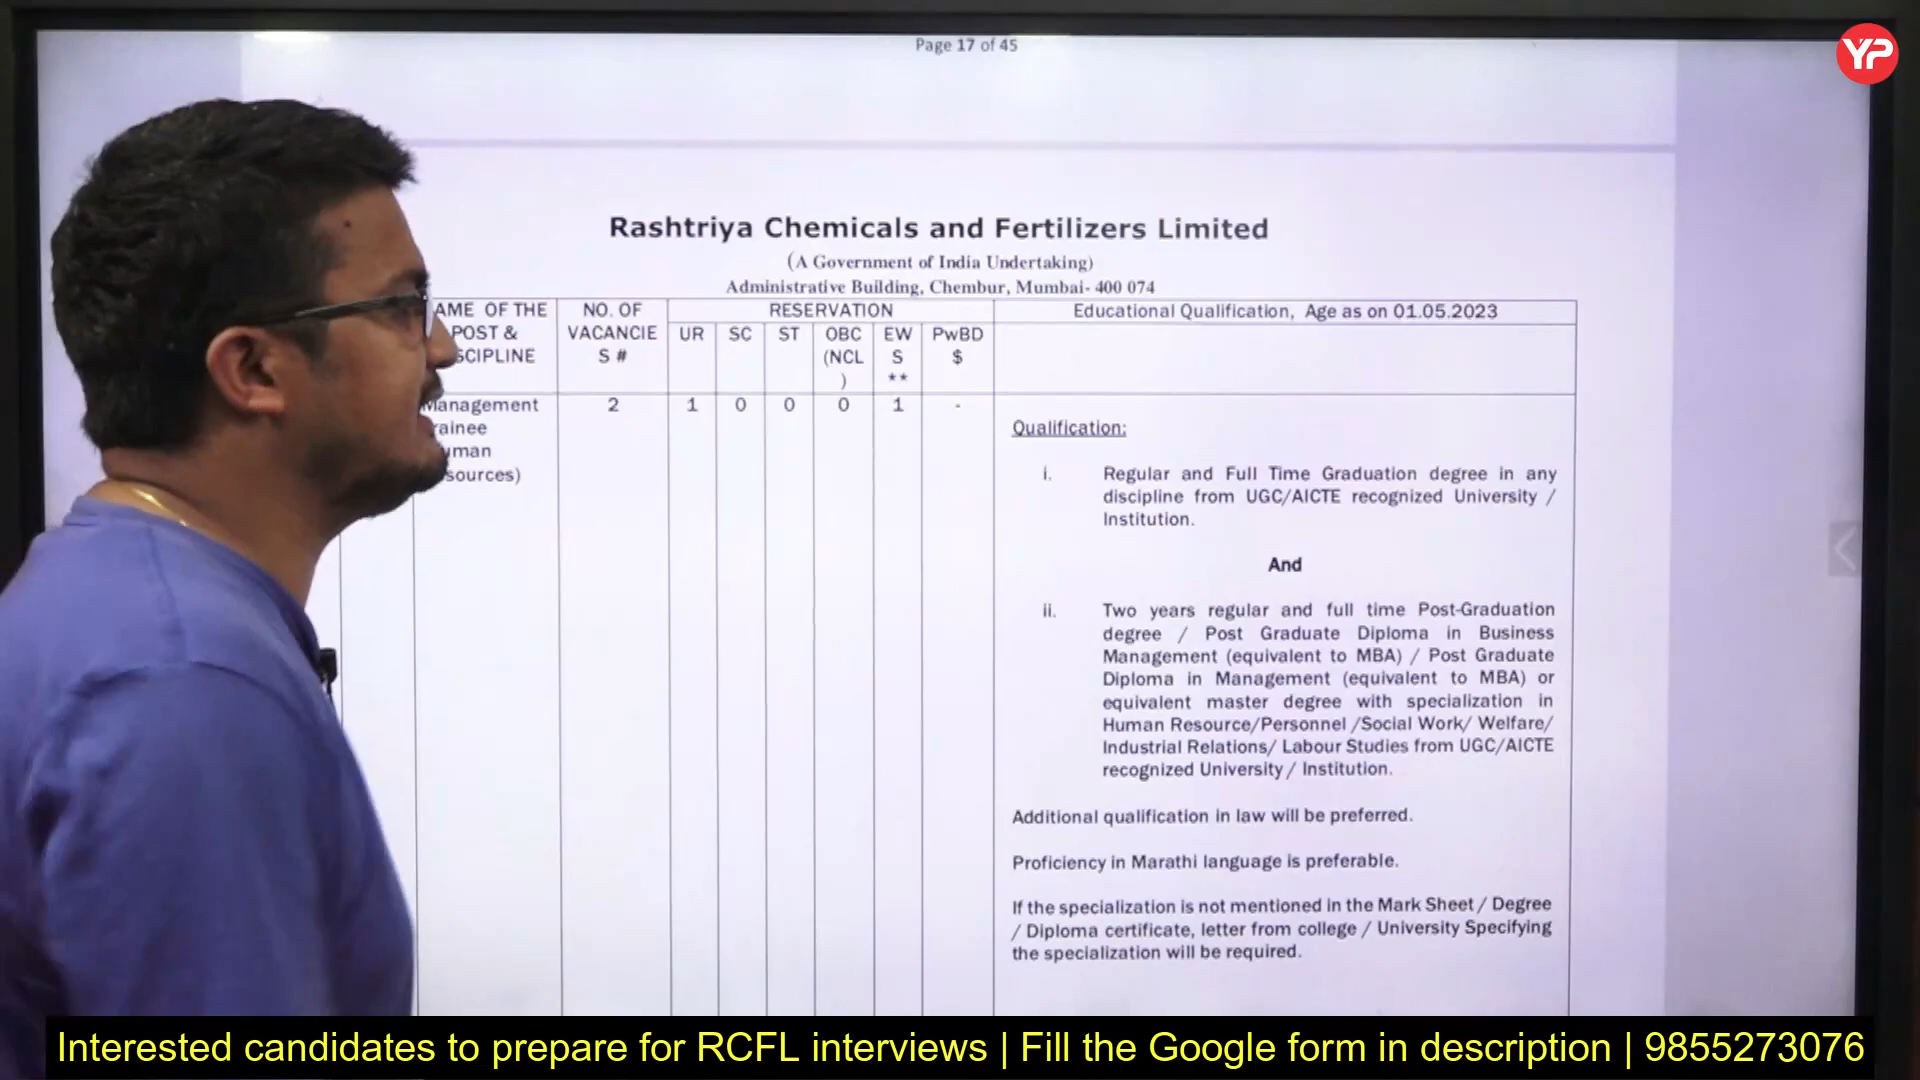 Page 17 of 45
YP
Rashtriya Chemicals and Fertilizers Limited
(A Government of India Undertaking)
Administrative Building, Chembur, Mumbai- 400 074
AME OF THE
POST &
SCIPLINE
NO. OF
VACANCIE
S #
RESERVATION
UR
SC
ST
OBC
(NCL
)
EW
S
**
PwBD
$
Educational Qualification, Age as on 01.05.2023
Management
rainee
uman
sources)
2
1
0
0
0
1
-
Qualification:
i. Regular and Full Time Graduation degree in any
discipline from UGC/AICTE recognized University /
Institution.
And
ii. Two years regular and full time Post-Graduation
degree / Post Graduate Diploma in Business
Management (equivalent to MBA) / Post Graduate
Diploma in Management (equivalent to MBA) or
equivalent master degree with specialization in
Human Resource/Personnel /Social Work/ Welfare/
Industrial Relations/ Labour Studies from UGC/AICTE
recognized University / Institution.
Additional qualification in law will be preferred.
Proficiency in Marathi language is preferable.
If the specialization is not mentioned in the Mark Sheet / Degree
/ Diploma certificate, letter from college / University Specifying
the specialization will be required.
Interested candidates to prepare for RCFL interviews | Fill the Google form in description | 9855273076